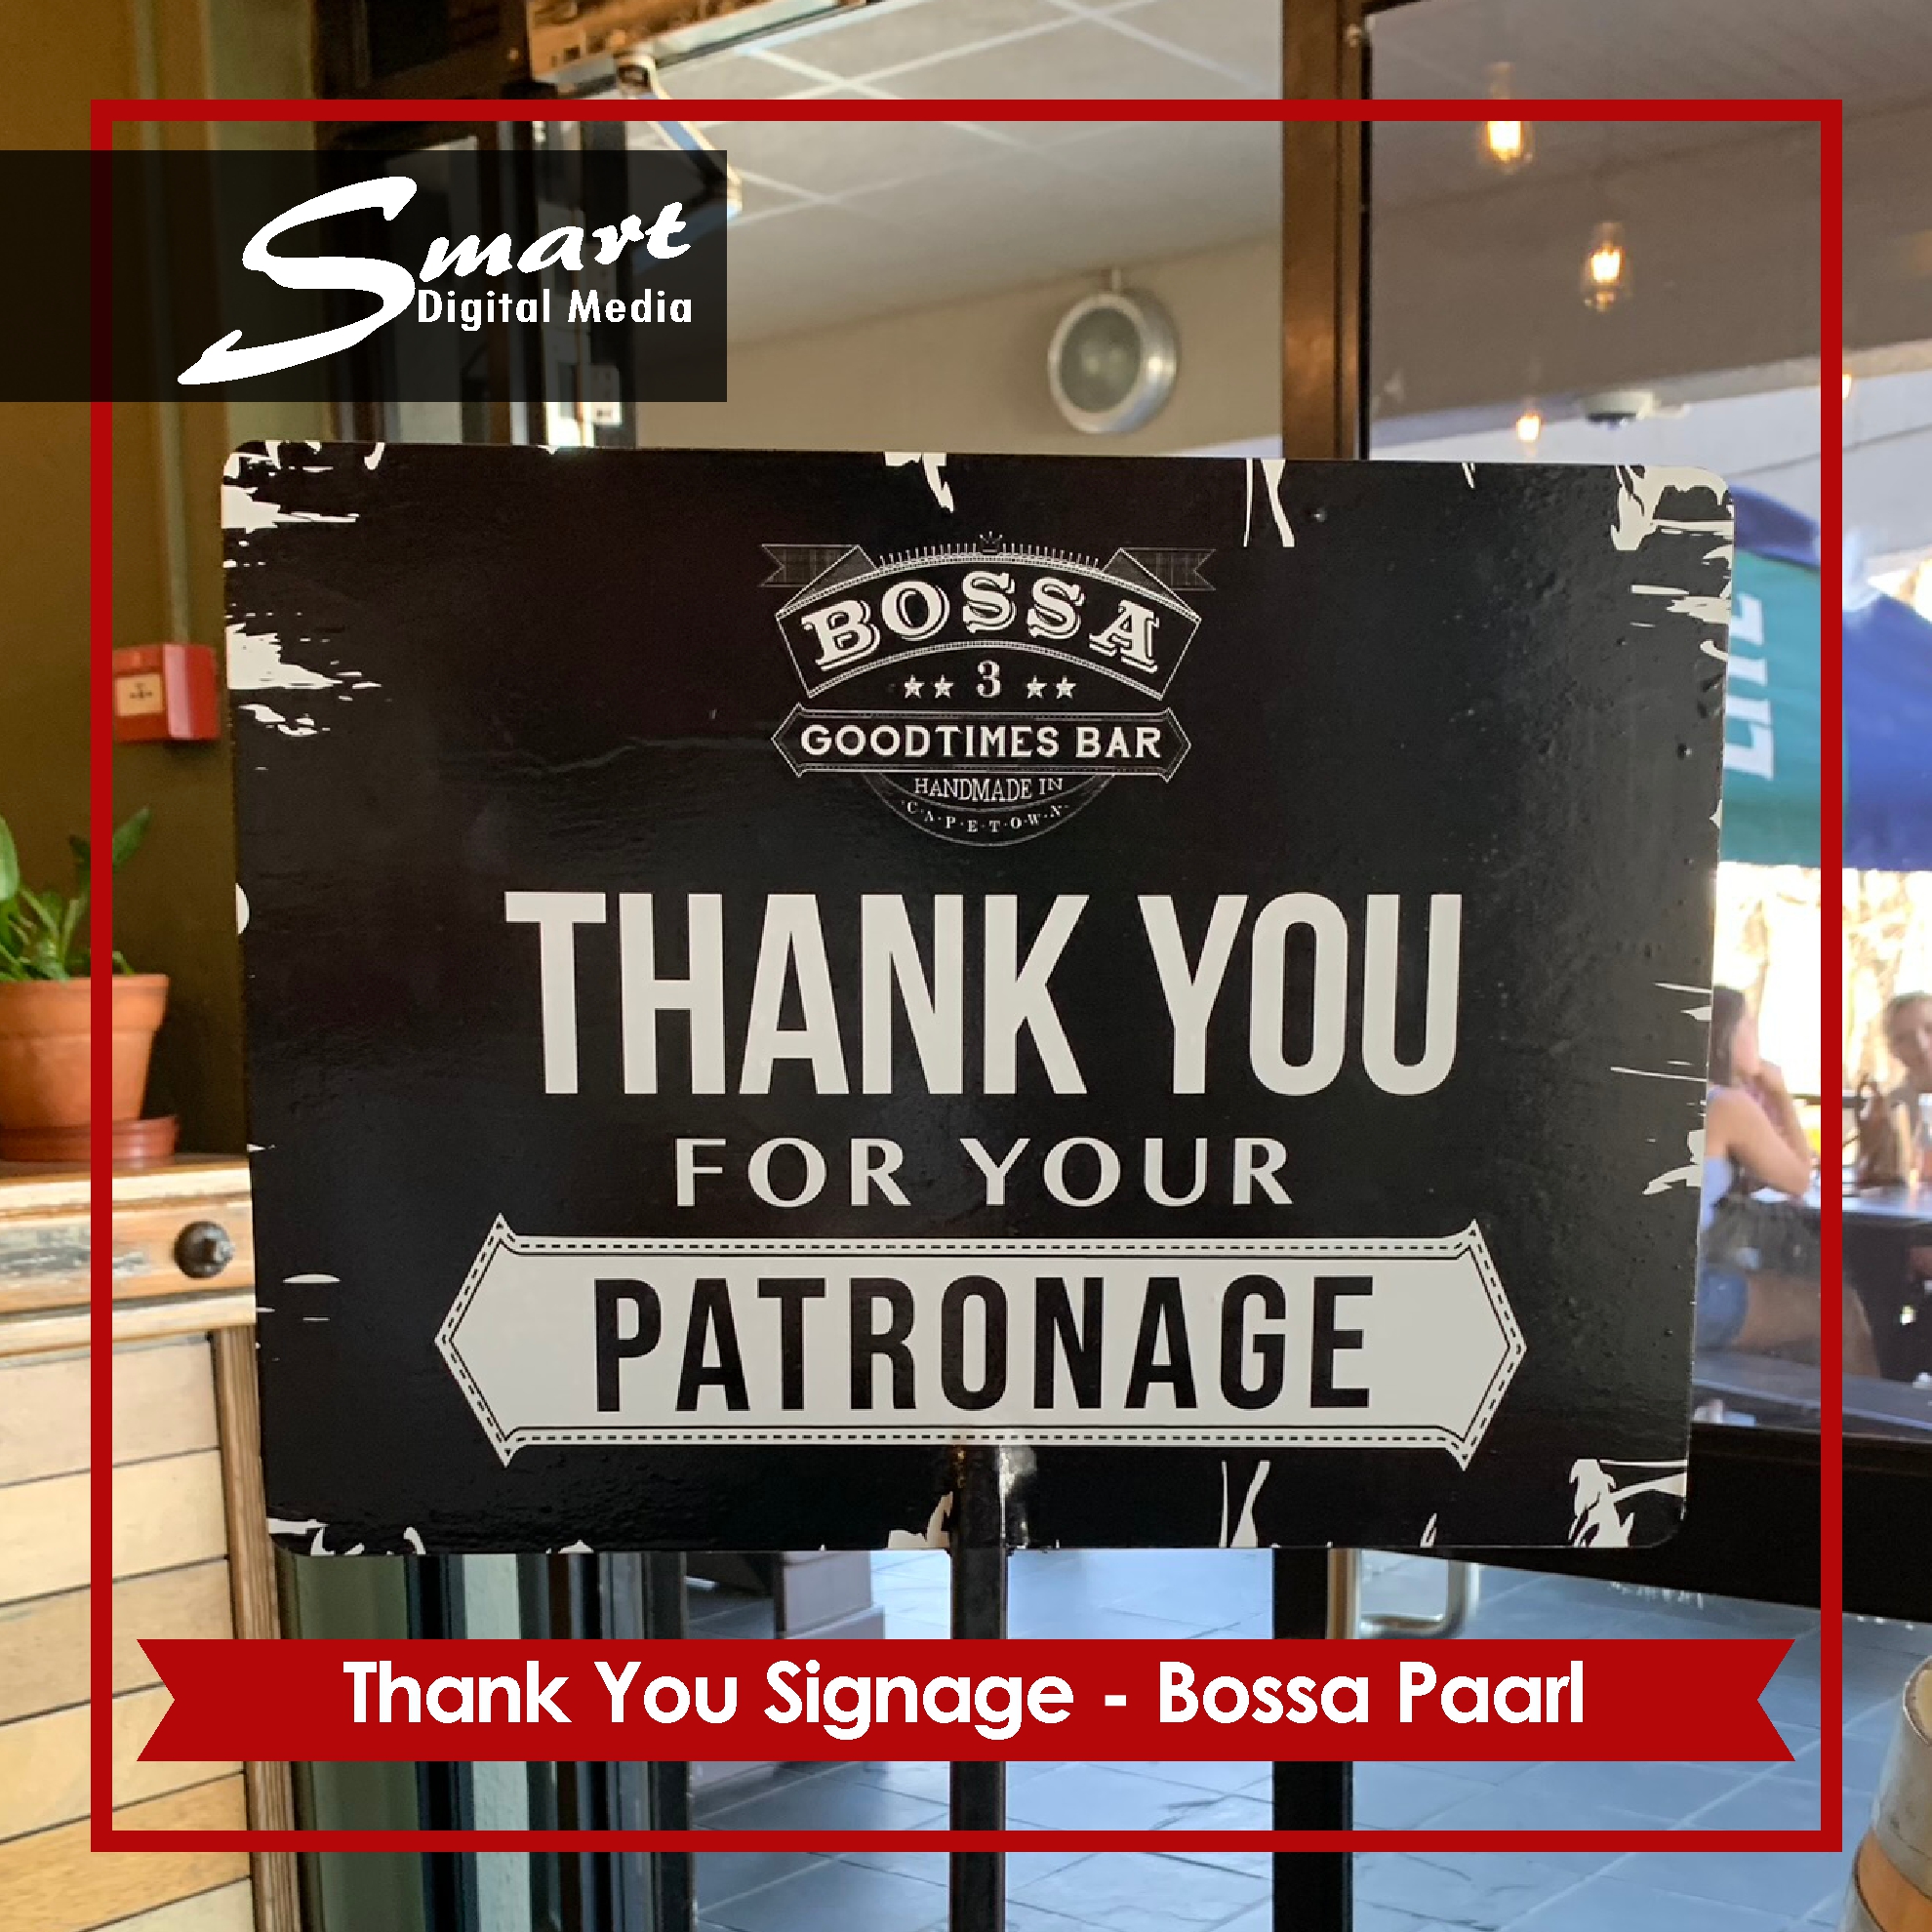 Smart
Digital Media
BOSSA
3
GOODTIMES BAR
HANDMADE IN
C·A·P·E·T·O·W·N
THANK YOU
FOR YOUR
PATRONAGE
LITE
Thank You Signage - Bossa Paarl